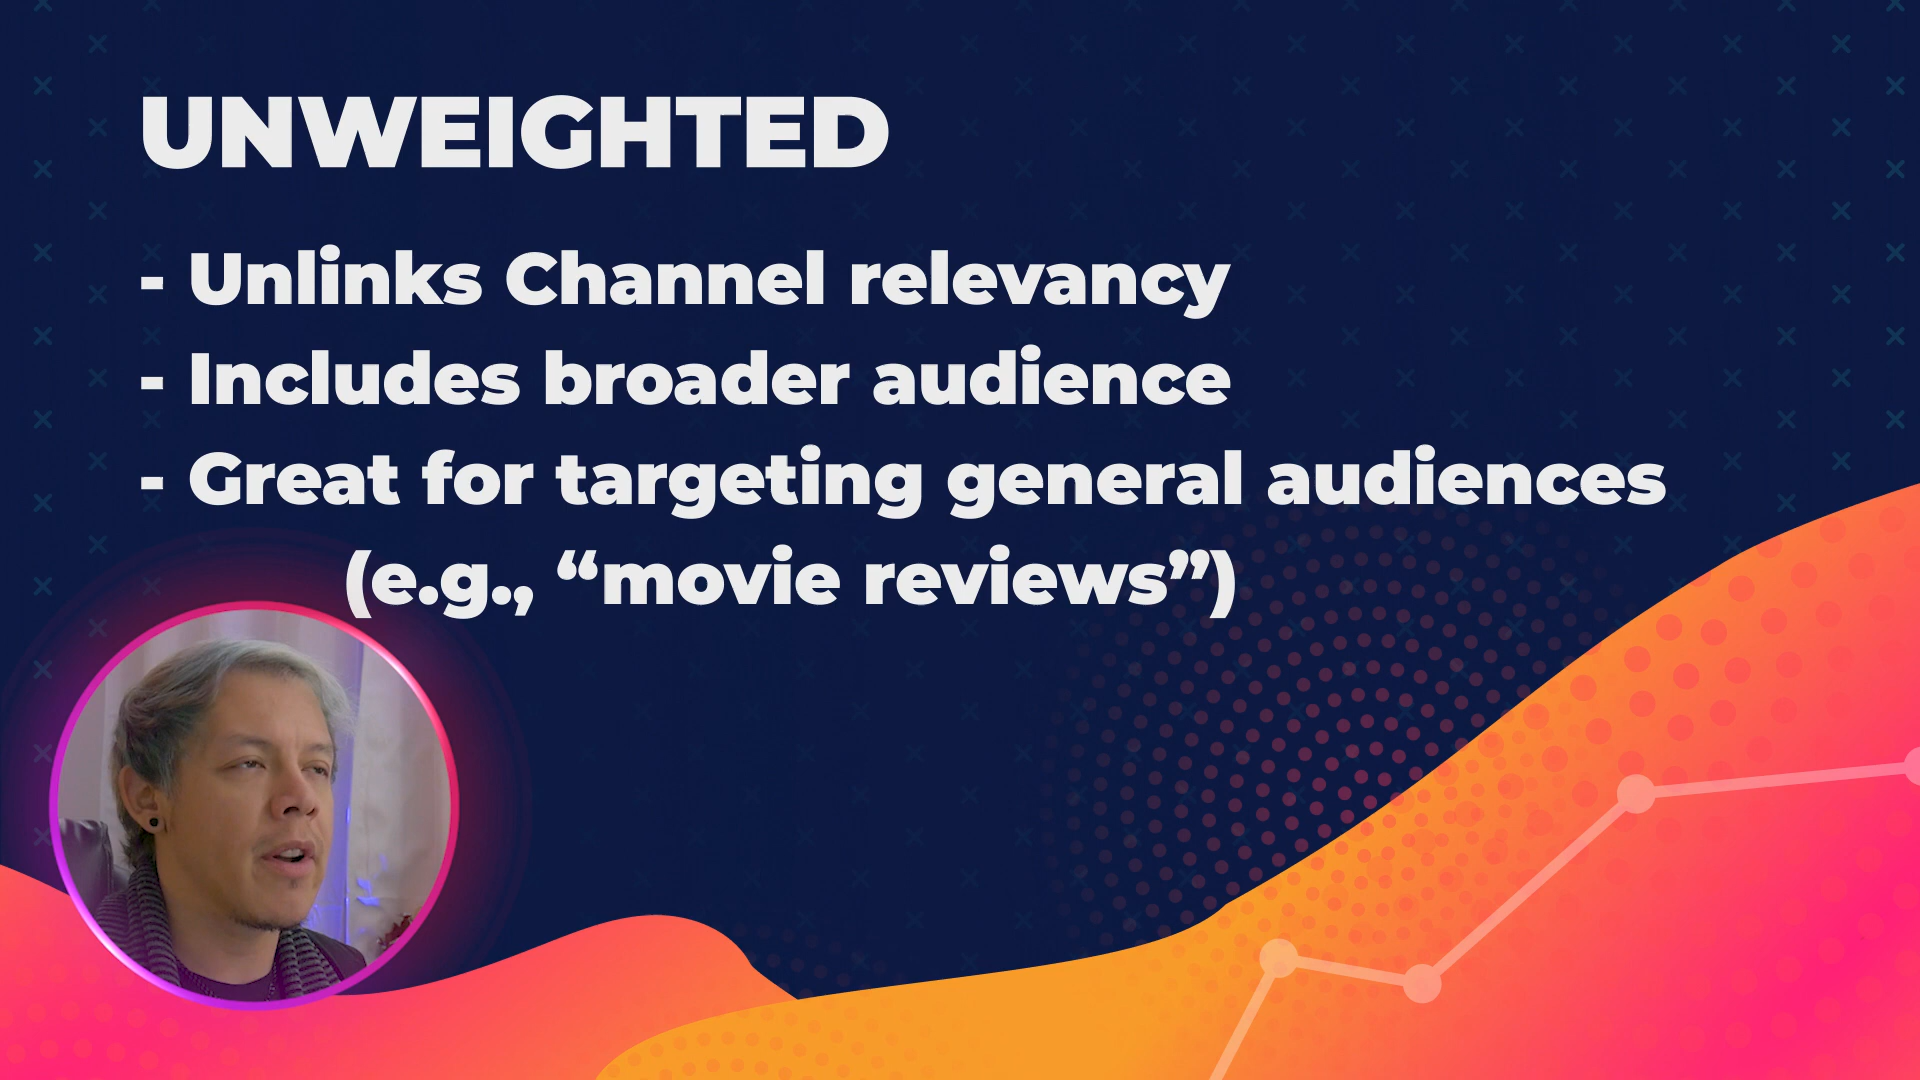 UNWEIGHTED
- Unlinks Channel relevancy
- Includes broader audience
- Great for targeting general audiences
(e.g., “movie reviews”)